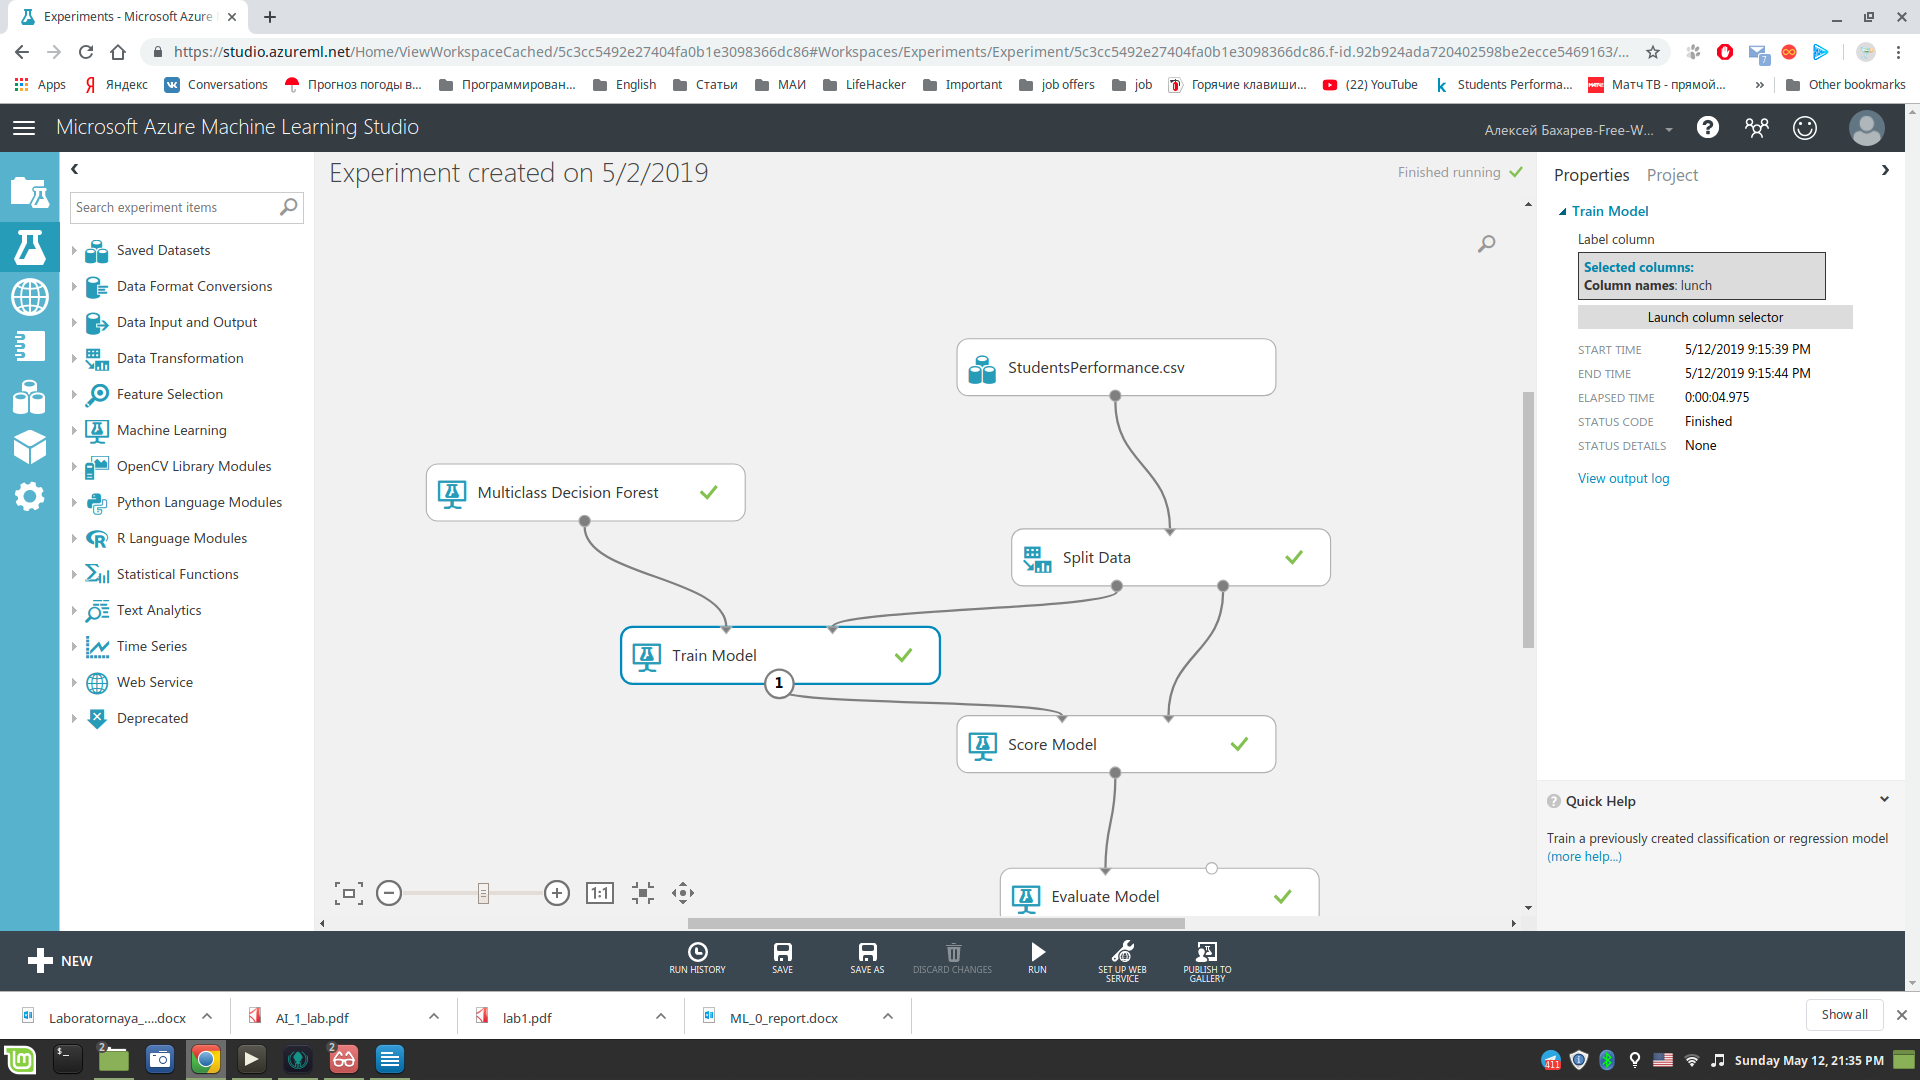 Experiments - Microsoft Azure
https://studio.azureml.net/Home/ViewWorkspaceCached/5c3cc5492e27404fa0b1e3098366dc86#Workspaces/Experiments/Experiment/5c3cc5492e27404fa0b1e3098366dc86.f-id.92b924ada720402598be2ecce5469163/...
7
Apps
Яндекс
Conversations
Прогноз погоды в...
Программирован...
English
Статьи
МАИ
LifeHacker
Important
job offers
job
Горячие клавиши...
(22) YouTube
Students Performa...
Матч ТВ - прямой...
»
Other bookmarks
Microsoft Azure Machine Learning Studio
Алексей Бахарев-Free-W...
Search experiment items
Saved Datasets
Data Format Conversions
Data Input and Output
Data Transformation
Feature Selection
Machine Learning
OpenCV Library Modules
Python Language Modules
R Language Modules
Statistical Functions
Text Analytics
Time Series
Web Service
Deprecated
Experiment created on 5/2/2019
Finished running
StudentsPerformance.csv
Multiclass Decision Forest
Split Data
Train Model
1
Score Model
Evaluate Model
1:1
Properties
Project
Train Model
Label column
Selected columns:
Column names: lunch
Launch column selector
START TIME 5/12/2019 9:15:39 PM
END TIME 5/12/2019 9:15:44 PM
ELAPSED TIME 0:00:04.975
STATUS CODE Finished
STATUS DETAILS None
View output log
Quick Help
Train a previously created classification or regression model
(more help...)
NEW
RUN HISTORY
SAVE
SAVE AS
DISCARD CHANGES
RUN
SET UP WEB
SERVICE
PUBLISH TO
GALLERY
Laboratornaya_....docx
AI_1_lab.pdf
lab1.pdf
ML_0_report.docx
Show all
2
2
411
Sunday May 12, 21:35 PM